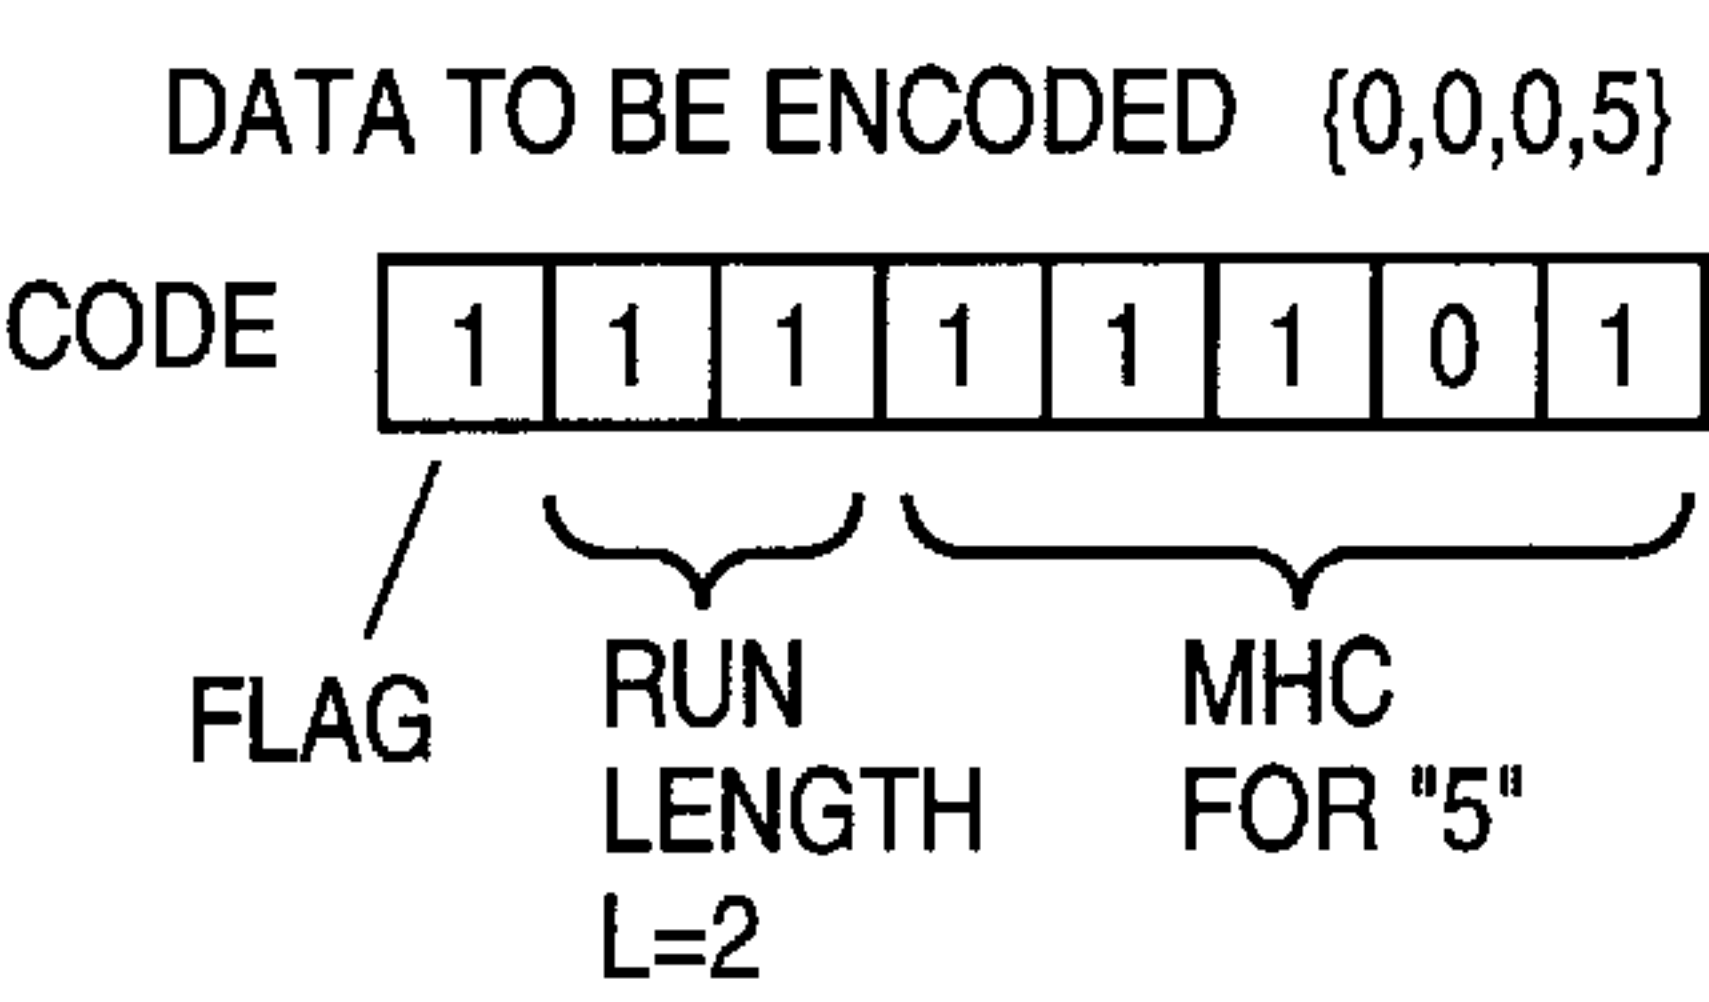 DATA TO BE ENCODED {0,0,0,5}
CODE 1 1 1 1 1 1 0 1
FLAG
RUN
LENGTH
L=2
MHC
FOR "5"